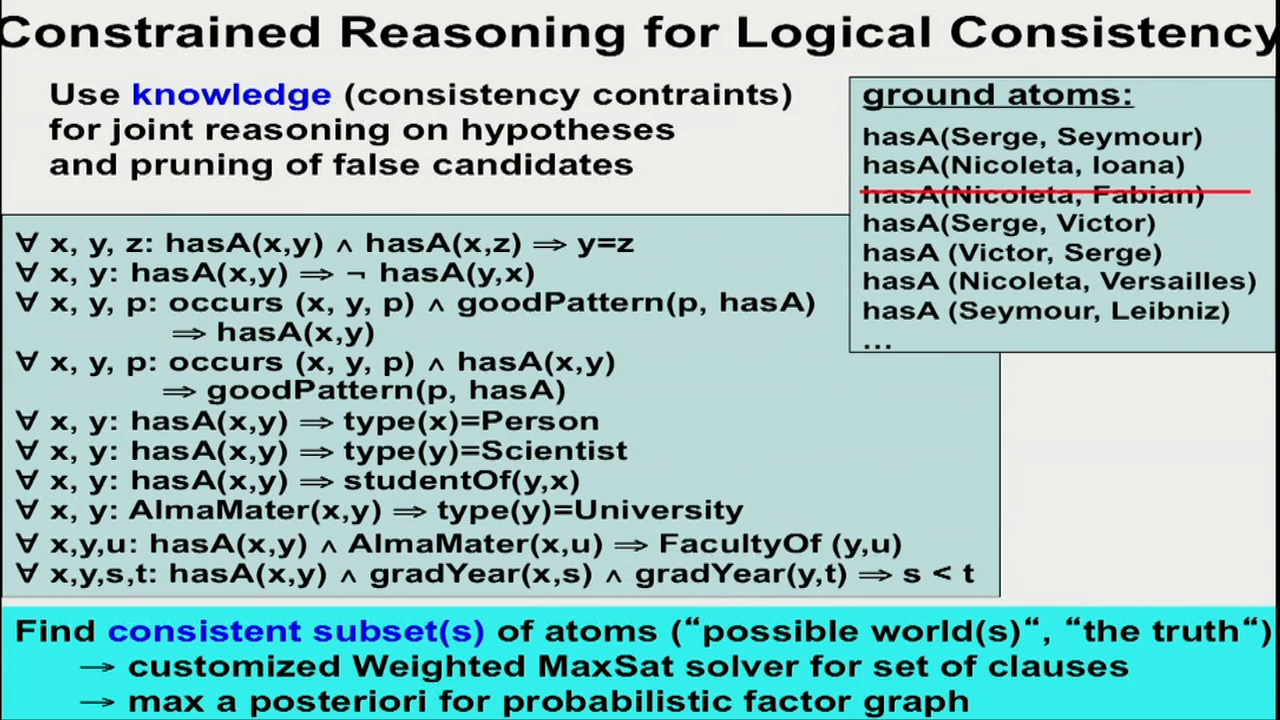 Constrained Reasoning for Logical Consistency
Use knowledge (consistency contraints)
for joint reasoning on hypotheses
and pruning of false candidates
ground atoms:
hasA(Serge, Seymour)
hasA(Nicoleta, Ioana)
hasA(Nicoleta, Fabian)
hasA(Serge, Victor)
hasA (Victor, Serge)
hasA (Nicoleta, Versailles)
hasA (Seymour, Leibniz)
...
∀ x, y, z: hasA(x,y) ∧ hasA(x,z) ⇒ y=z
∀ x, y: hasA(x,y) ⇒ ¬ hasA(y,x)
∀ x, y, p: occurs (x, y, p) ∧ goodPattern(p, hasA)
⇒ hasA(x,y)
∀ x, y, p: occurs (x, y, p) ∧ hasA(x,y)
⇒ goodPattern(p, hasA)
∀ x, y: hasA(x,y) ⇒ type(x)=Person
∀ x, y: hasA(x,y) ⇒ type(y)=Scientist
∀ x, y: hasA(x,y) ⇒ studentOf(y,x)
∀ x, y: AlmaMater(x,y) ⇒ type(y)=University
∀ x,y,u: hasA(x,y) ∧ AlmaMater(x,u) ⇒ FacultyOf (y,u)
∀ x,y,s,t: hasA(x,y) ∧ gradYear(x,s) ∧ gradYear(y,t) ⇒ s < t
Find consistent subset(s) of atoms (“possible world(s)“, “the truth“)
→ customized Weighted MaxSat solver for set of clauses
→ max a posteriori for probabilistic factor graph